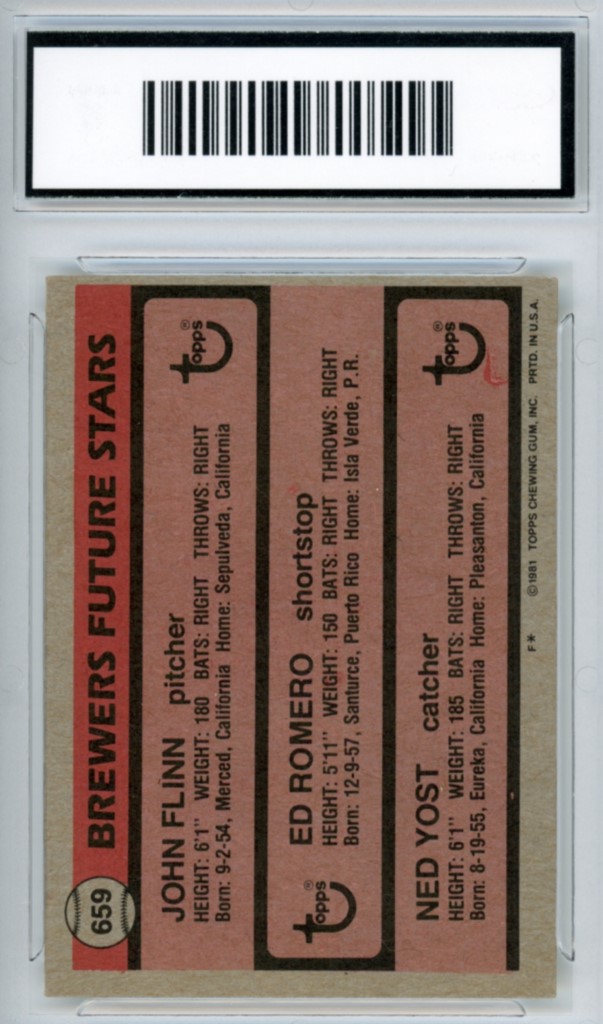 659 BREWERS FUTURE STARS
JOHN FLINN pitcher
HEIGHT: 6'1" WEIGHT: 180 BATS: RIGHT THROWS: RIGHT
Born: 9-2-54, Merced, California Home: Sepulveda, California
Topps®
ED ROMERO shortstop
HEIGHT: 5'11" WEIGHT: 150 BATS: RIGHT THROWS: RIGHT
Born: 12-9-57, Santurce, Puerto Rico Home: Isla Verde, P.R.
Topps®
NED YOST catcher
HEIGHT: 6'1" WEIGHT: 185 BATS: RIGHT THROWS: RIGHT
Born: 8-19-55, Eureka, California Home: Pleasanton, California
Topps®
F* ©1981 TOPPS CHEWING GUM, INC. PRTD. IN U.S.A.